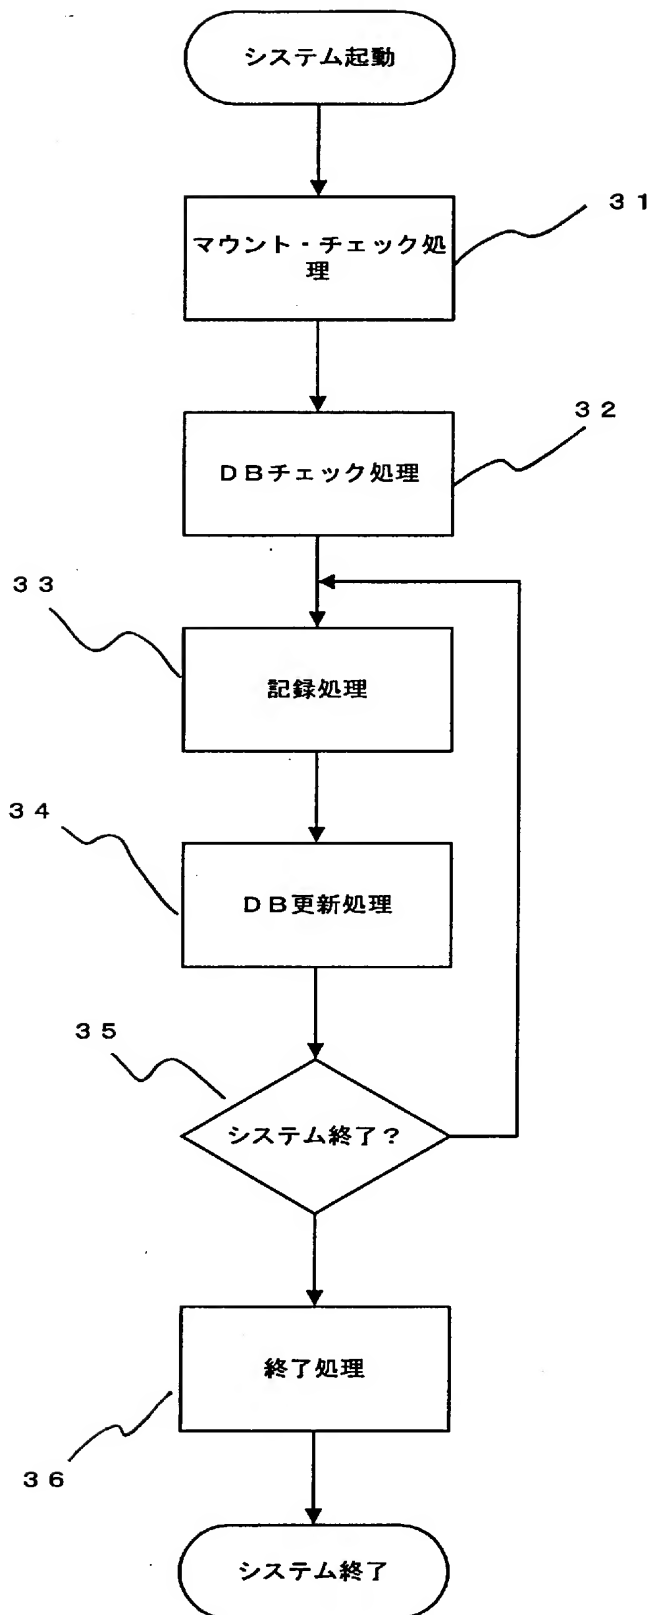 システム起動
31
マウント・チェック処
理
32
DBチェック処理
33
記録処理
34
DB更新処理
35
システム終了？
終了処理
36
システム終了